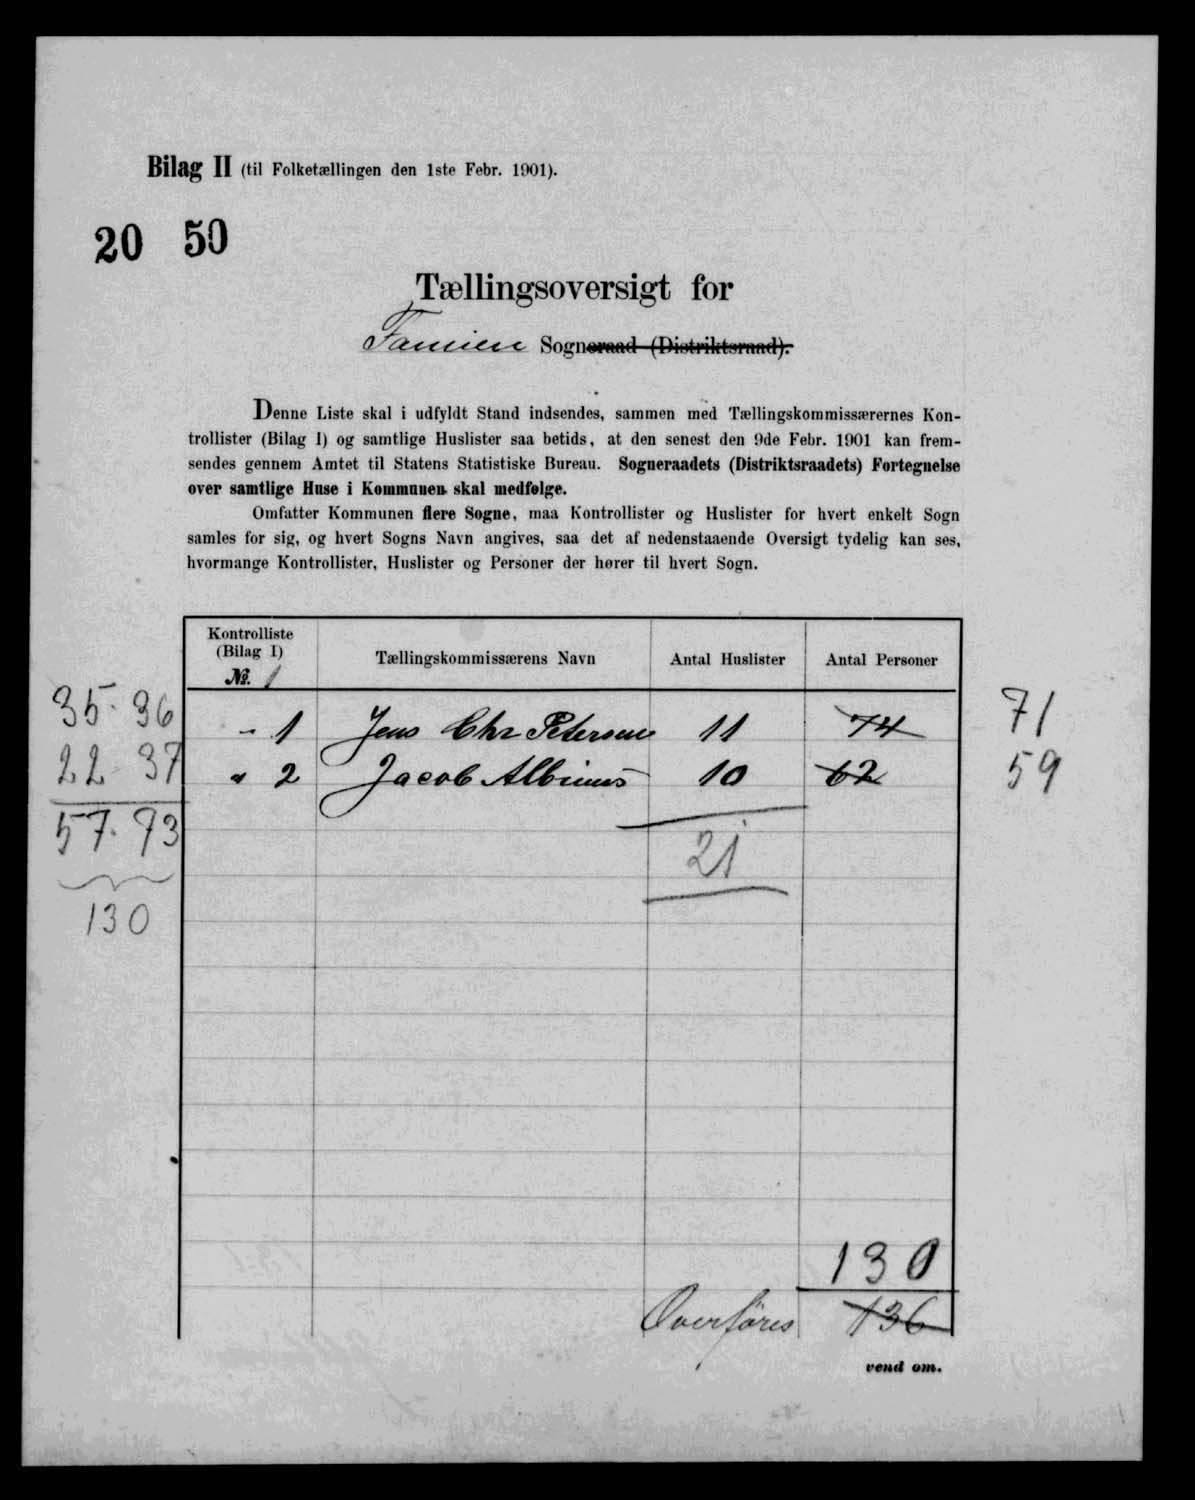 Bilag II (til Folketællingen den 1ste Febr. 1901).
20 50
Tællingsoversigt for
Sogneraad (Distriktsraad).
Denne Liste skal i udfyldt Stand indsendes, sammen med Tællingskommissærernes Kon-
trollister (Bilag I) og samtlige Huslister saa betids, at den senest den 9de Febr. 1901 kan frem-
sendes gennem Amtet til Statens Statistiske Bureau. Sogneraadets (Distriktsraadets) Fortegnelse
over samtlige Huse i Kommunen skal medfølge.
Omfatter Kommunen flere Sogne, maa Kontrollister og Huslister for hvert enkelt Sogn
samles for sig, og hvert Sogns Navn angives, saa det af nedenstaaende Oversigt tydelig kan ses,
hvormange Kontrollister, Huslister og Personer der hører til hvert Sogn.
Kontrolliste
(Bilag I)
№. 1
Tællingskommissærens Navn
Antal Huslister
Antal Personer
35. 36 - 1 Jens Chr Petersen 11 74 71
22 37 " 2 Jacob Albinus 10 62 59
57. 73 21
130
130
Overføres 136
vend om.